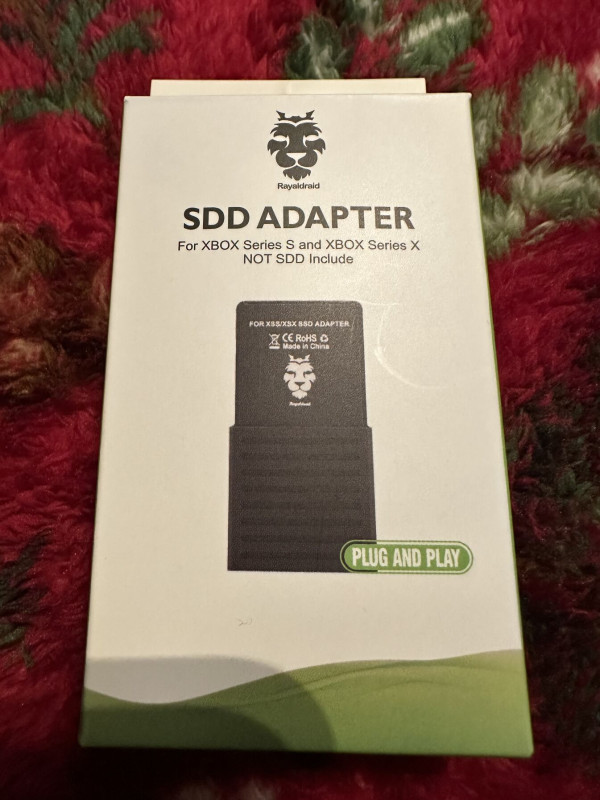 Rayaldraid
SDD ADAPTER
For XBOX Series S and XBOX Series X
NOT SDD Include
FOR XSS/XSX SSD ADAPTER
CE RoHS
Made in China
Rayaldraid
PLUG AND PLAY